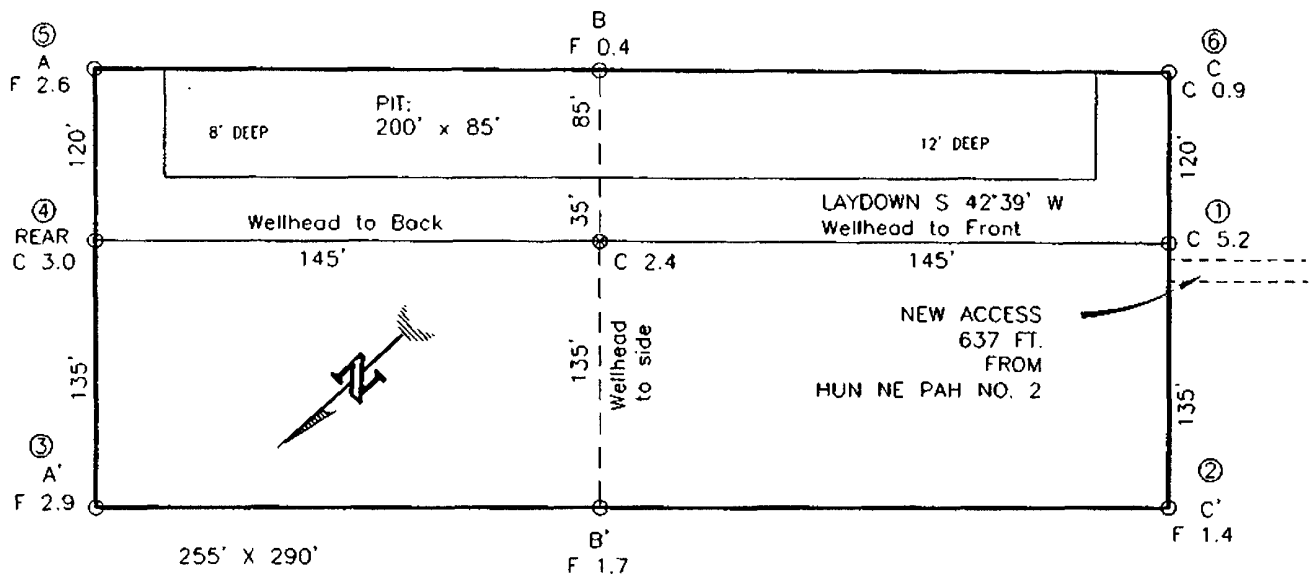 ⑤
A
F 2.6
B
F 0.4
⑥
C
C 0.9
120'
PIT:
200' x 85'
8' DEEP
85'
12' DEEP
120'
④
REAR
C 3.0
Wellhead to Back
145'
35'
C 2.4
LAYDOWN S 42°39' W
Wellhead to Front
145'
①
C 5.2
135'
N
135'
Wellhead
to side
NEW ACCESS
637 FT.
FROM
HUN NE PAH NO. 2
135'
③
A'
F 2.9
255' X 290'
B'
F 1.7
②
C'
F 1.4